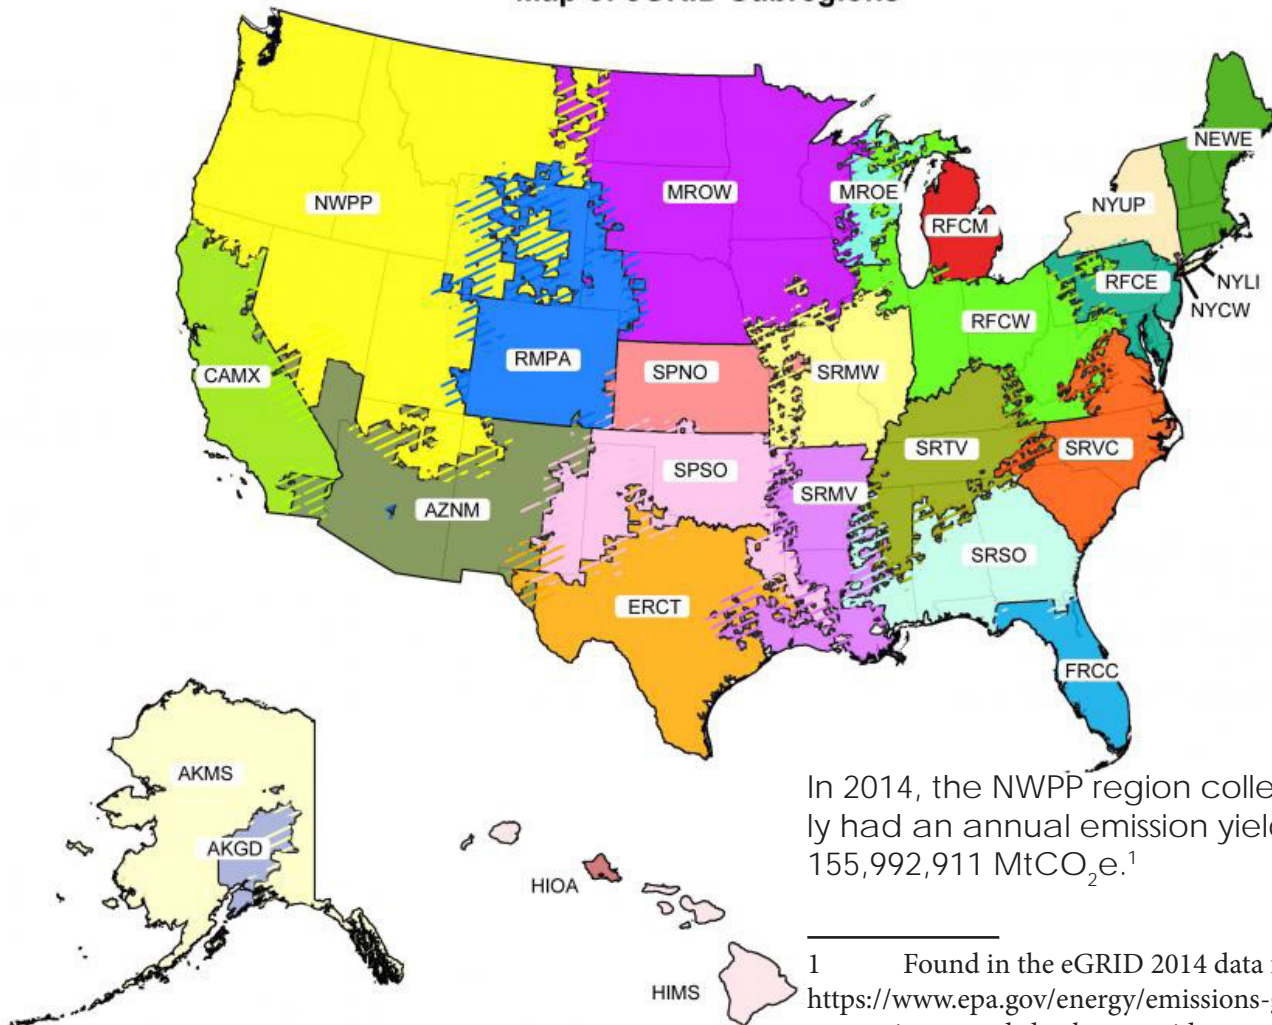 NEWE
MROW
MROE
NWPP
NYUP
RFCM
RFCE
NYLI
NYCW
RFCW
RMPA
SPNO
SRMW
CAMX
SRTV
SRVC
SPSO
SRMV
AZNM
SRSO
ERCT
FRCC
AKMS
AKGD
HIOA
HIMS
In 2014, the NWPP region colle
ly had an annual emission yield
155,992,911 MtCO₂e.¹
1 Found in the eGRID 2014 data
https://www.epa.gov/energy/emissions-g